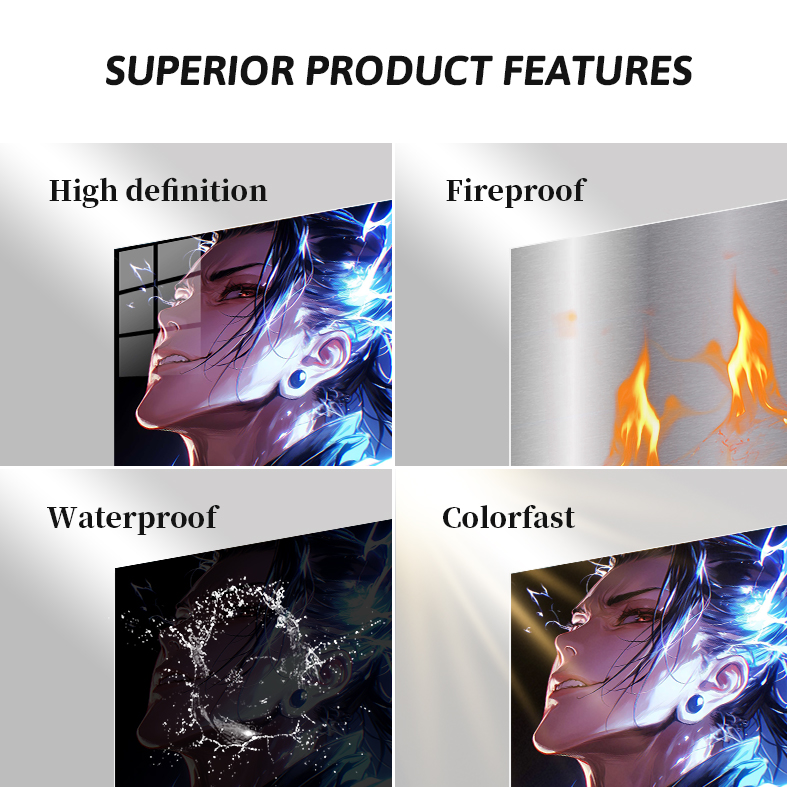 SUPERIOR PRODUCT FEATURES
High definition
Fireproof
Waterproof
Colorfast